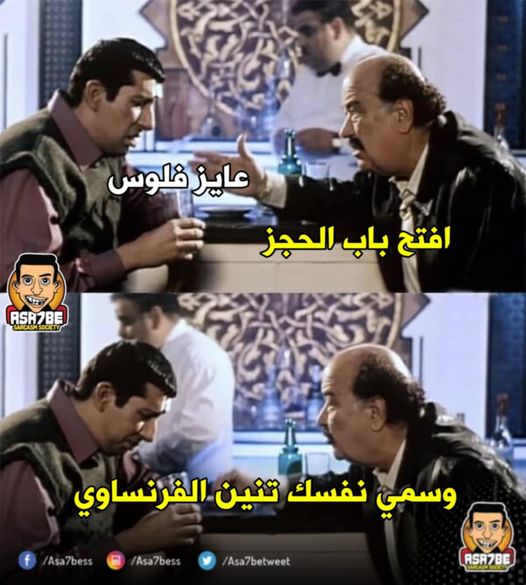 عايز فلوس
افتح باب الحجز
ASA7BE
SARCASM SOCIETY
وسمي نفسك تنين الفرنساوي
/Asa7bess /Asa7bess /Asa7betweet
ASA7BE
SARCASM SOCIETY